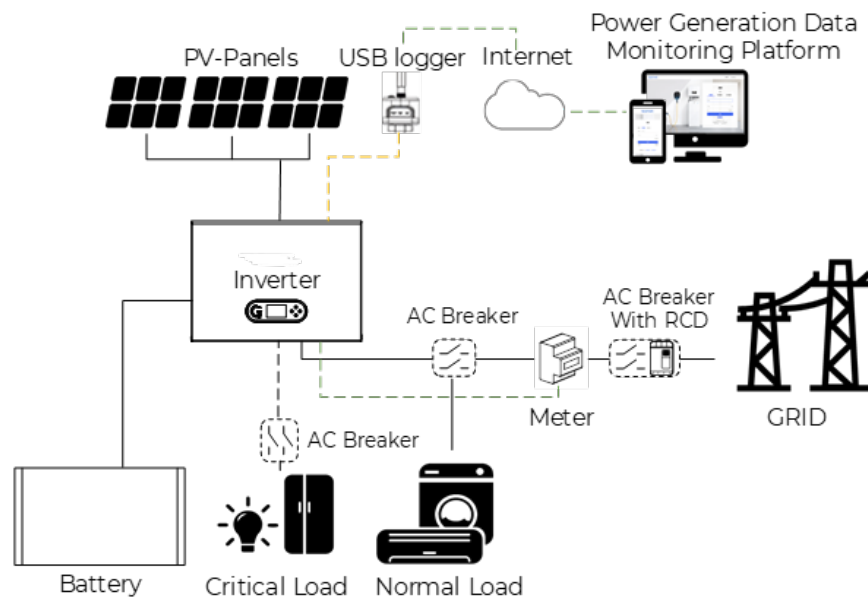 Power Generation Data
Monitoring Platform
PV-Panels
USB logger
Internet
Inverter
G
AC Breaker
AC Breaker
With RCD
Meter
GRID
AC Breaker
Battery
Critical Load
Normal Load